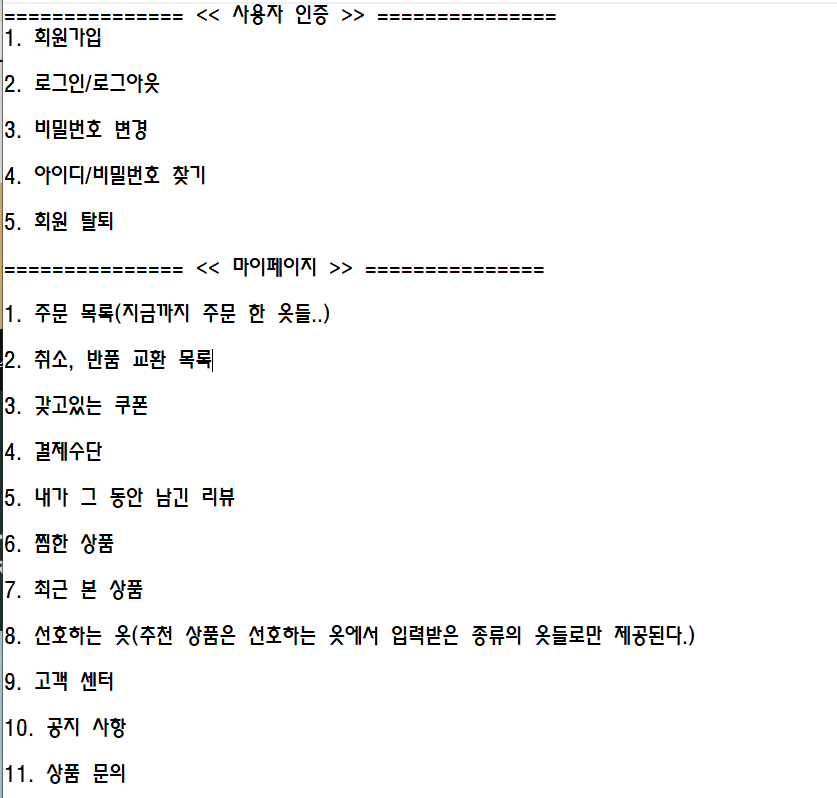 =============== << 사용자 인증 >> ===============
1. 회원가입
2. 로그인/로그아웃
3. 비밀번호 변경
4. 아이디/비밀번호 찾기
5. 회원 탈퇴
=============== << 마이페이지 >> ===============
1. 주문 목록(지금까지 주문 한 옷들..)
2. 취소, 반품 교환 목록
3. 갖고있는 쿠폰
4. 결제수단
5. 내가 그 동안 남긴 리뷰
6. 찜한 상품
7. 최근 본 상품
8. 선호하는 옷(추천 상품은 선호하는 옷에서 입력받은 종류의 옷들로만 제공된다.)
9. 고객 센터
10. 공지 사항
11. 상품 문의